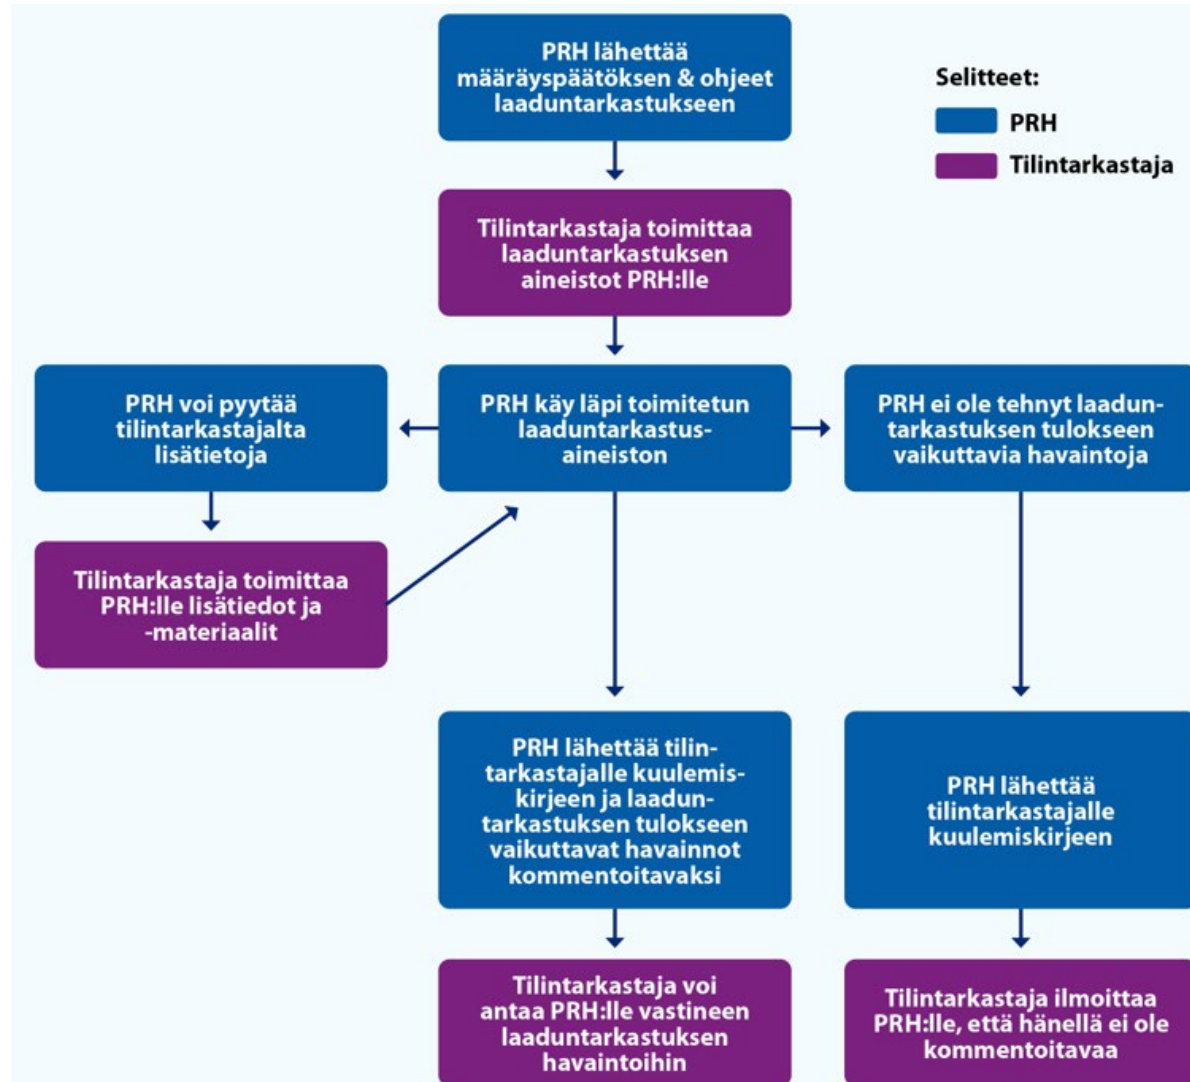 PRH lähettää
määräyspäätöksen & ohjeet
laaduntarkastukseen
Selitteet:
PRH
Tilintarkastaja
Tilintarkastaja toimittaa
laaduntarkastuksen
aineistot PRH:lle
PRH voi pyytää
tilintarkastajalta
lisätietoja
PRH käy läpi toimitetun
laaduntarkastus-
aineiston
PRH ei ole tehnyt laadun-
tarkastuksen tulokseen
vaikuttavia havaintoja
Tilintarkastaja toimittaa
PRH:lle lisätiedot ja
-materiaalit
PRH lähettää tilin-
tarkastajalle kuulemis-
kirjeen ja laadun-
tarkastuksen tulokseen
vaikuttavat havainnot
kommentoitavaksi
PRH lähettää
tilintarkastajalle
kuulemiskirjeen
Tilintarkastaja voi
antaa PRH:lle vastineen
laaduntarkastuksen
havaintoihin
Tilintarkastaja ilmoittaa
PRH:lle, että hänellä ei ole
kommentoitavaa